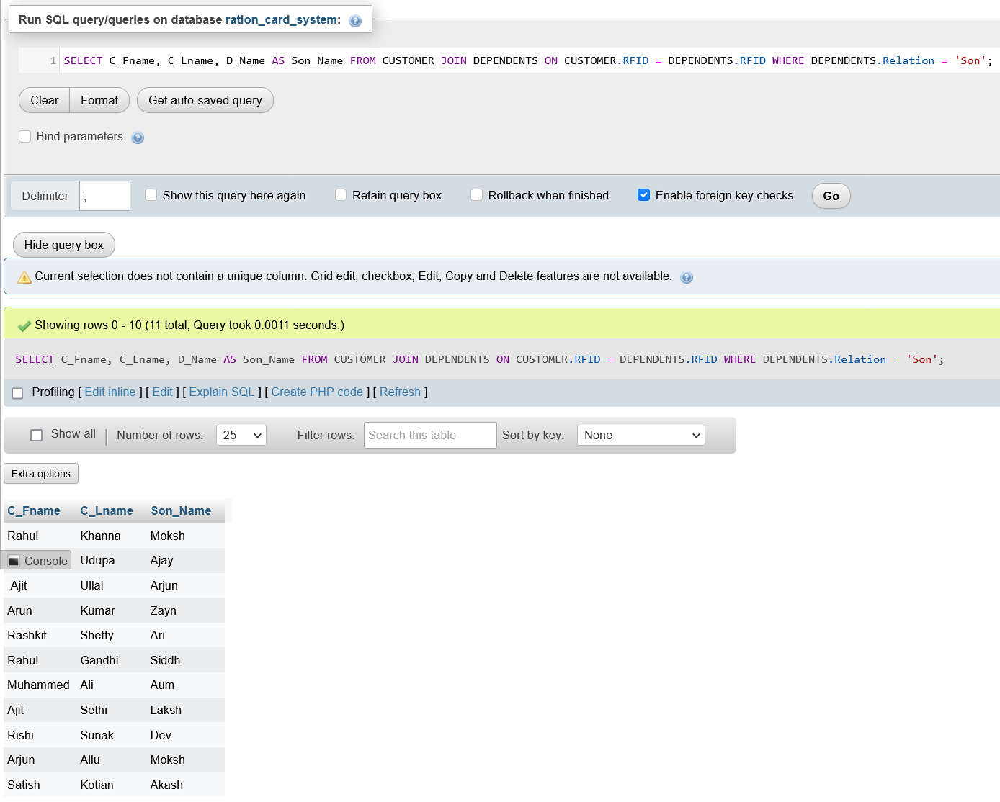 Run SQL query/queries on database ration_card_system:
1 SELECT C_Fname, C_Lname, D_Name AS Son_Name FROM CUSTOMER JOIN DEPENDENTS ON CUSTOMER.RFID = DEPENDENTS.RFID WHERE DEPENDENTS.Relation = 'Son';
Clear Format Get auto-saved query
Bind parameters
Delimiter ; Show this query here again Retain query box Rollback when finished Enable foreign key checks Go
Hide query box
Current selection does not contain a unique column. Grid edit, checkbox, Edit, Copy and Delete features are not available.
Showing rows 0 - 10 (11 total, Query took 0.0011 seconds.)
SELECT C_Fname, C_Lname, D_Name AS Son_Name FROM CUSTOMER JOIN DEPENDENTS ON CUSTOMER.RFID = DEPENDENTS.RFID WHERE DEPENDENTS.Relation = 'Son';
Profiling [ Edit inline ] [ Edit ] [ Explain SQL ] [ Create PHP code ] [ Refresh ]
Show all Number of rows: 25 Filter rows: Search this table Sort by key: None
Extra options
C_Fname C_Lname Son_Name
Rahul Khanna Moksh
Console Udupa Ajay
Ajit Ullal Arjun
Arun Kumar Zayn
Rashkit Shetty Ari
Rahul Gandhi Siddh
Muhammed Ali Aum
Ajit Sethi Laksh
Rishi Sunak Dev
Arjun Allu Moksh
Satish Kotian Akash